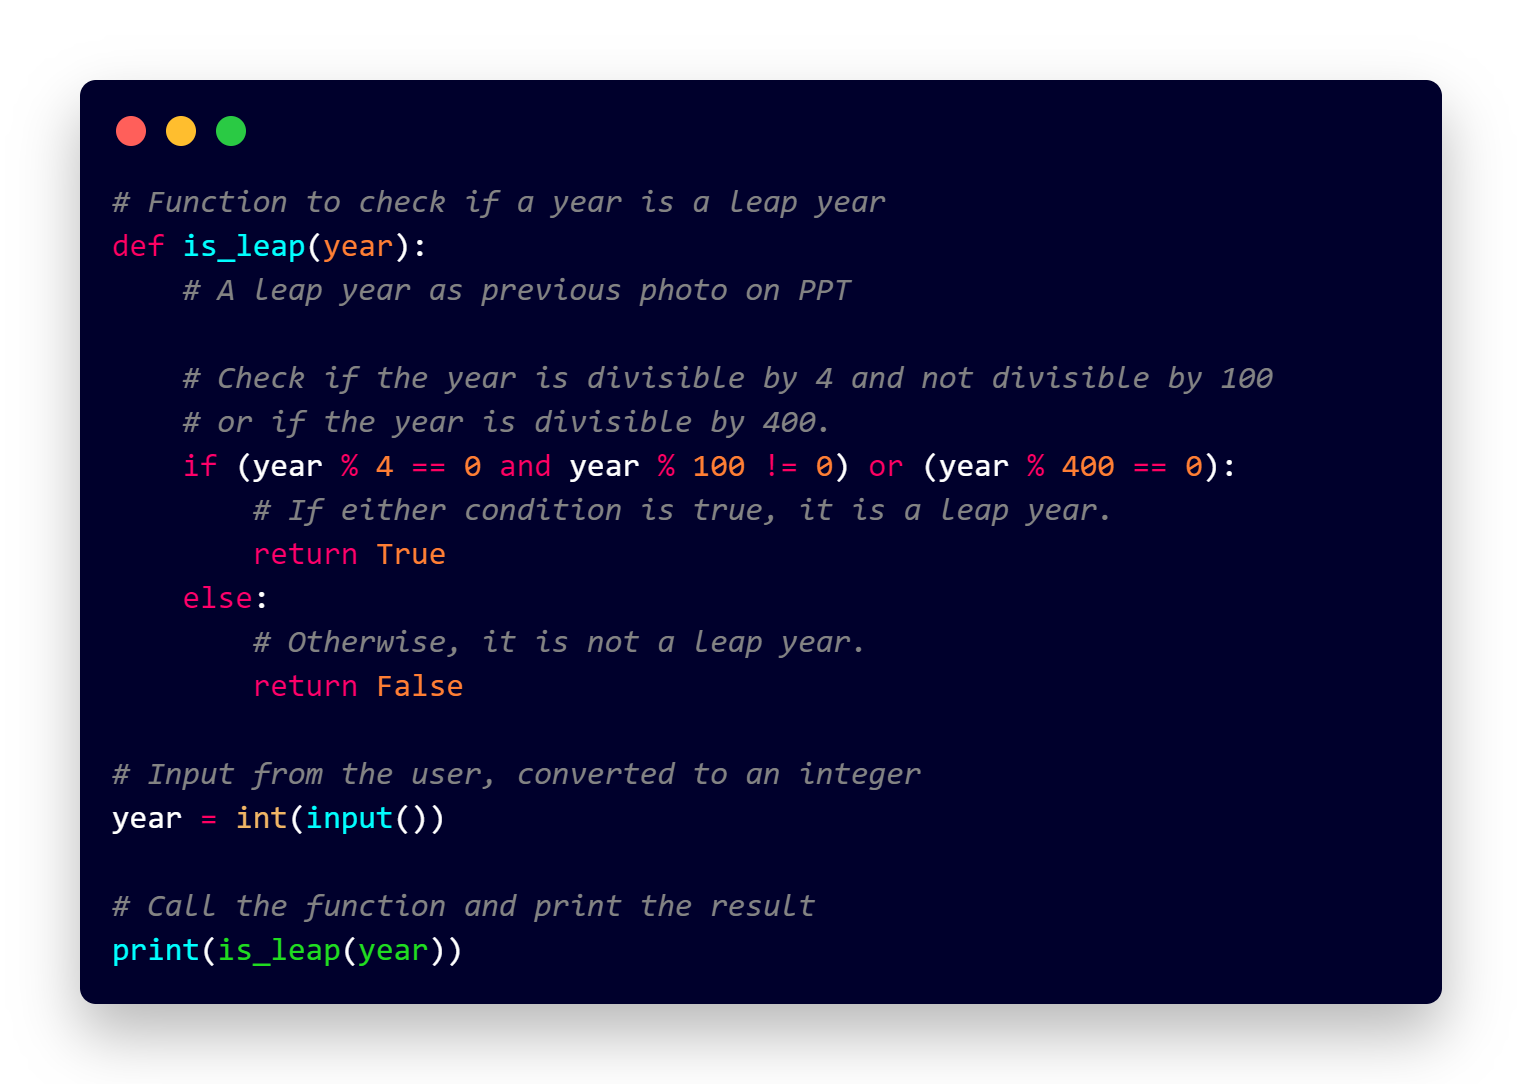 # Function to check if a year is a leap year
def is_leap(year):
    # A leap year as previous photo on PPT

    # Check if the year is divisible by 4 and not divisible by 100
    # or if the year is divisible by 400.
    if (year % 4 == 0 and year % 100 != 0) or (year % 400 == 0):
        # If either condition is true, it is a leap year.
        return True
    else:
        # Otherwise, it is not a leap year.
        return False

# Input from the user, converted to an integer
year = int(input())

# Call the function and print the result
print(is_leap(year))